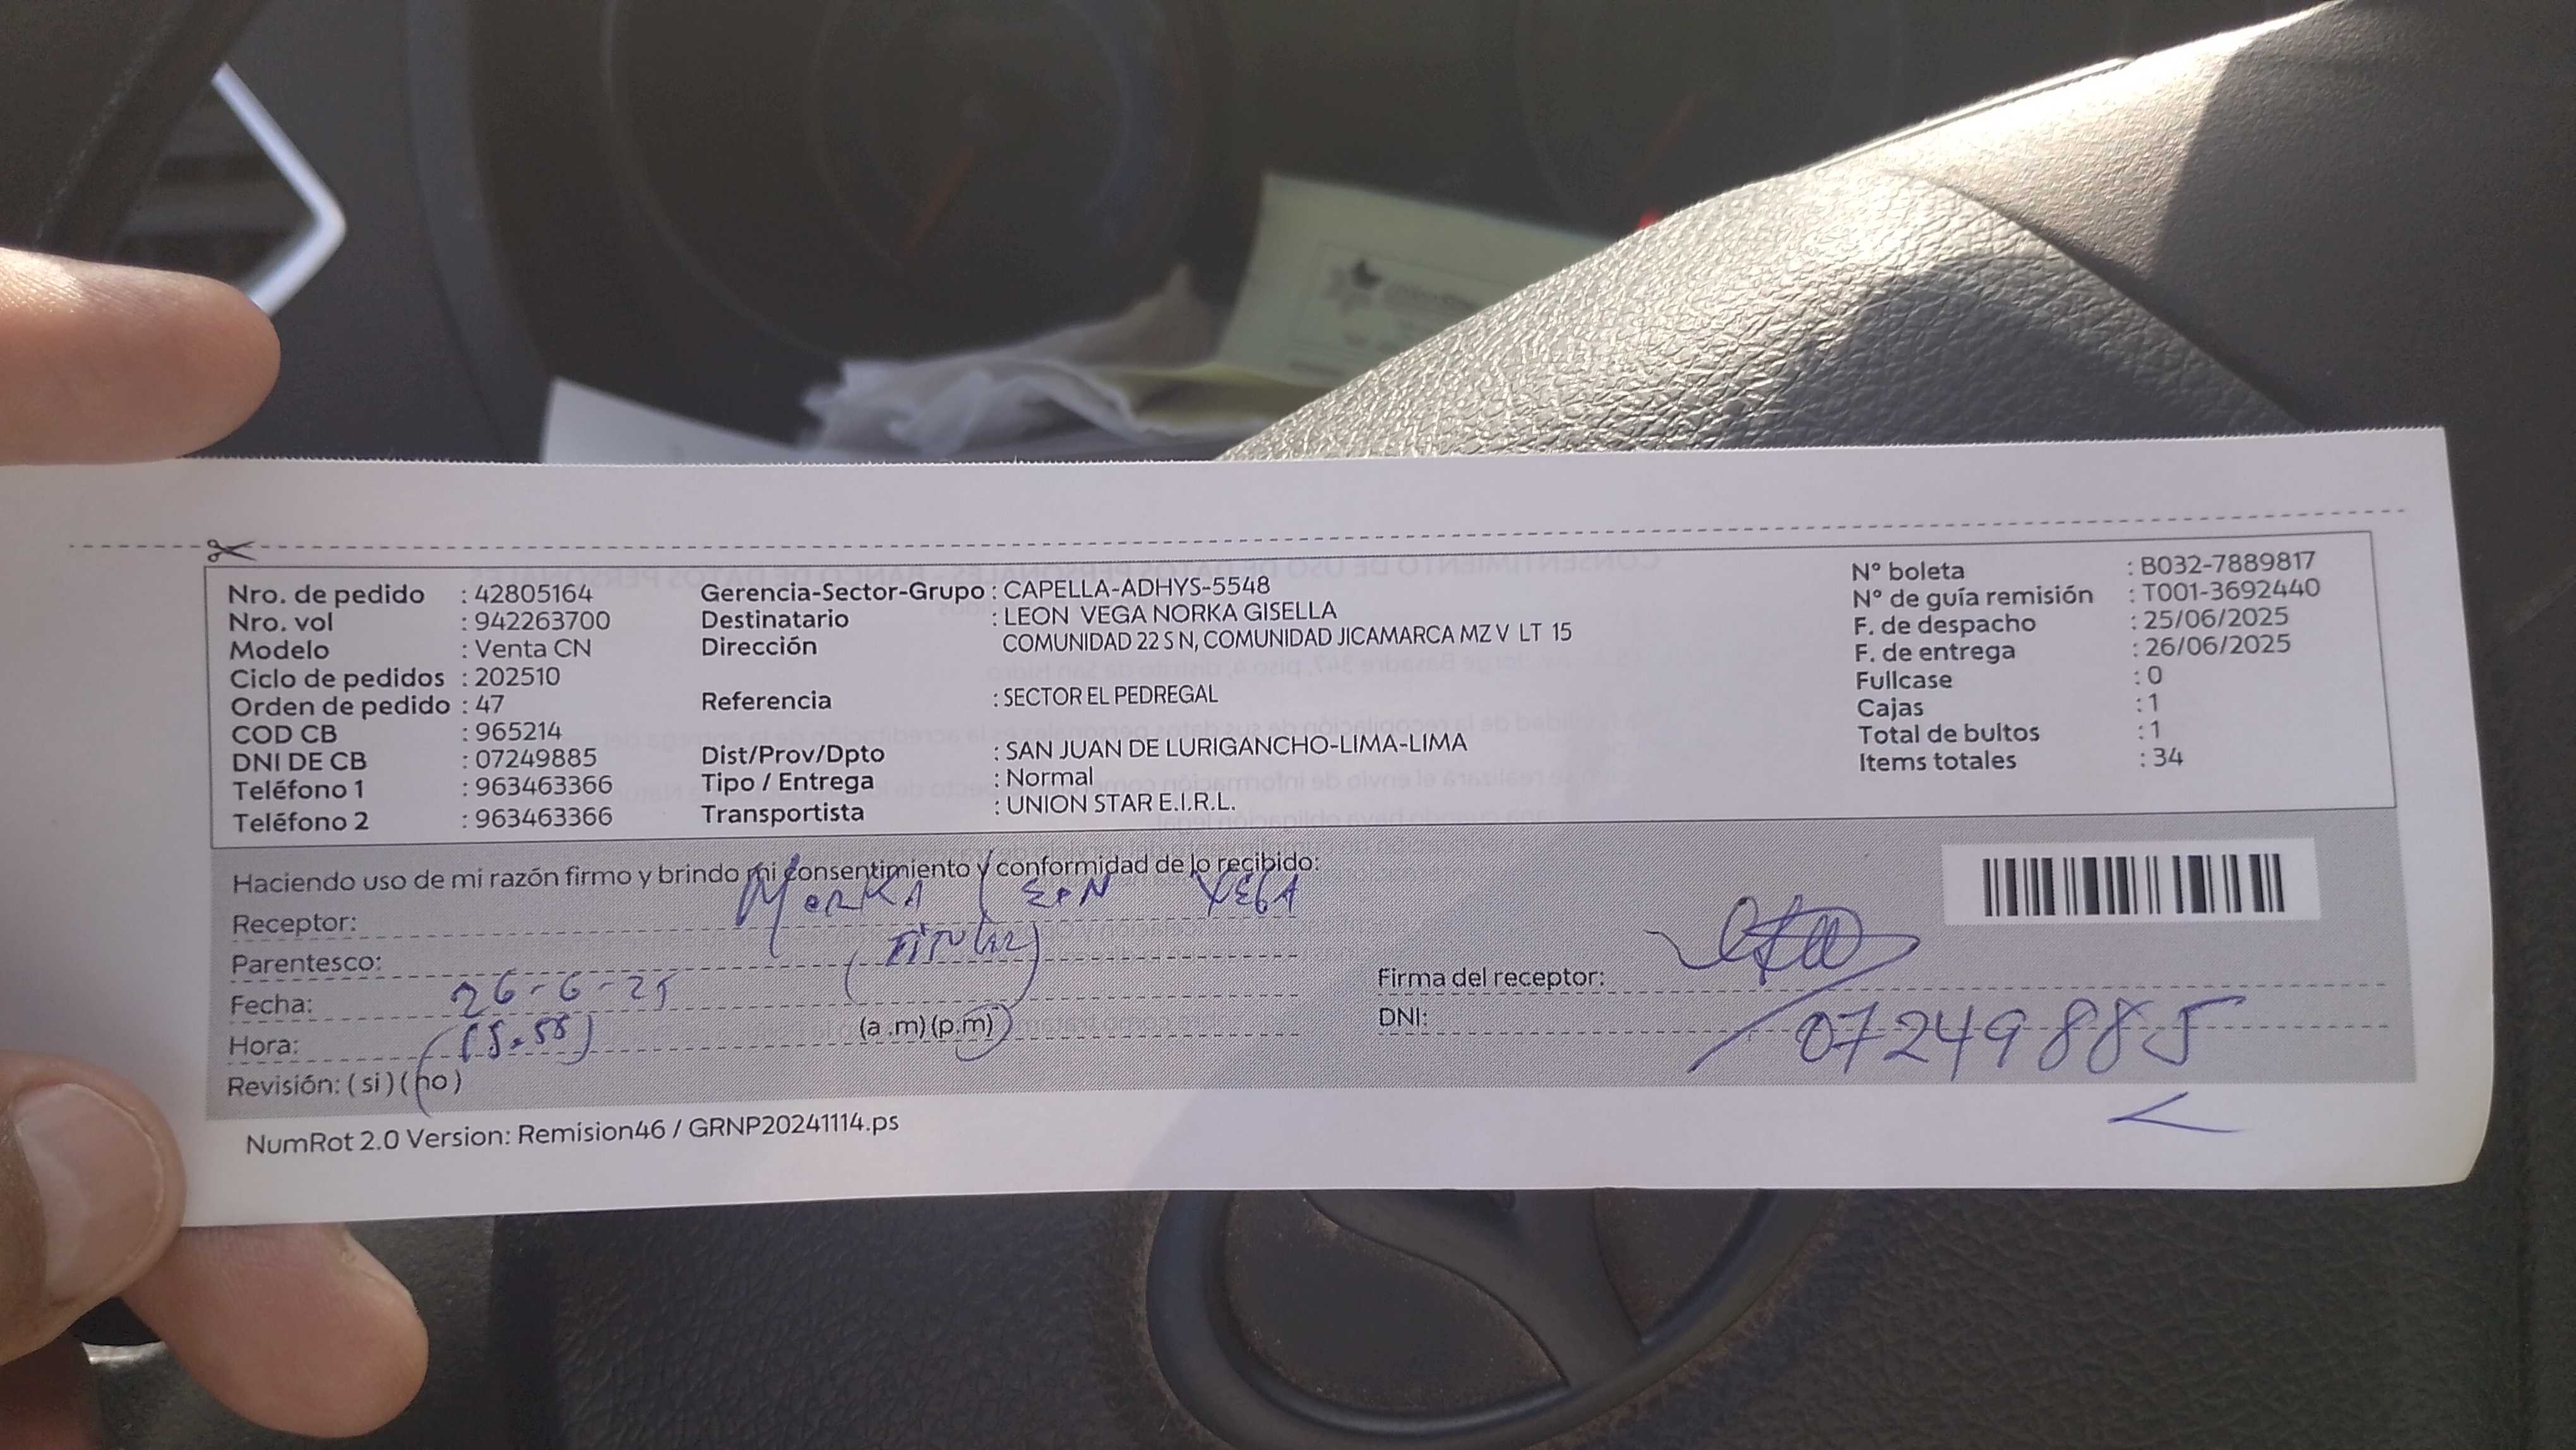 Nro. de pedido : 42805164
Nro. vol : 942263700
Modelo : Venta CN
Ciclo de pedidos : 202510
Orden de pedido : 47
COD CB : 965214
DNI DE CB : 07249885
Teléfono 1 : 963463366
Teléfono 2 : 963463366
Gerencia-Sector-Grupo : CAPELLA-ADHYS-5548
Destinatario : LEON VEGA NORKA GISELLA
Dirección COMUNIDAD 22 S N, COMUNIDAD JICAMARCA MZ V LT 15
Referencia : SECTOR EL PEDREGAL
Dist/Prov/Dpto : SAN JUAN DE LURIGANCHO-LIMA-LIMA
Tipo / Entrega : Normal
Transportista : UNION STAR E.I.R.L.
N° boleta : B032-7889817
N° de guía remisión : T001-3692440
F. de despacho : 25/06/2025
F. de entrega : 26/06/2025
Fullcase : 0
Cajas : 1
Total de bultos : 1
Items totales : 34
Haciendo uso de mi razón firmo y brindo mi consentimiento y conformidad de lo recibido:
Receptor: NORKA LEON VEGA
Parentesco: (TITULAR)
Fecha: 26-6-25
Hora: (5.58) (a.m)(p.m)
Revisión: ( si ) ( no )
Firma del receptor:
DNI: 07249885
NumRot 2.0 Version: Remision46 / GRNP20241114.ps